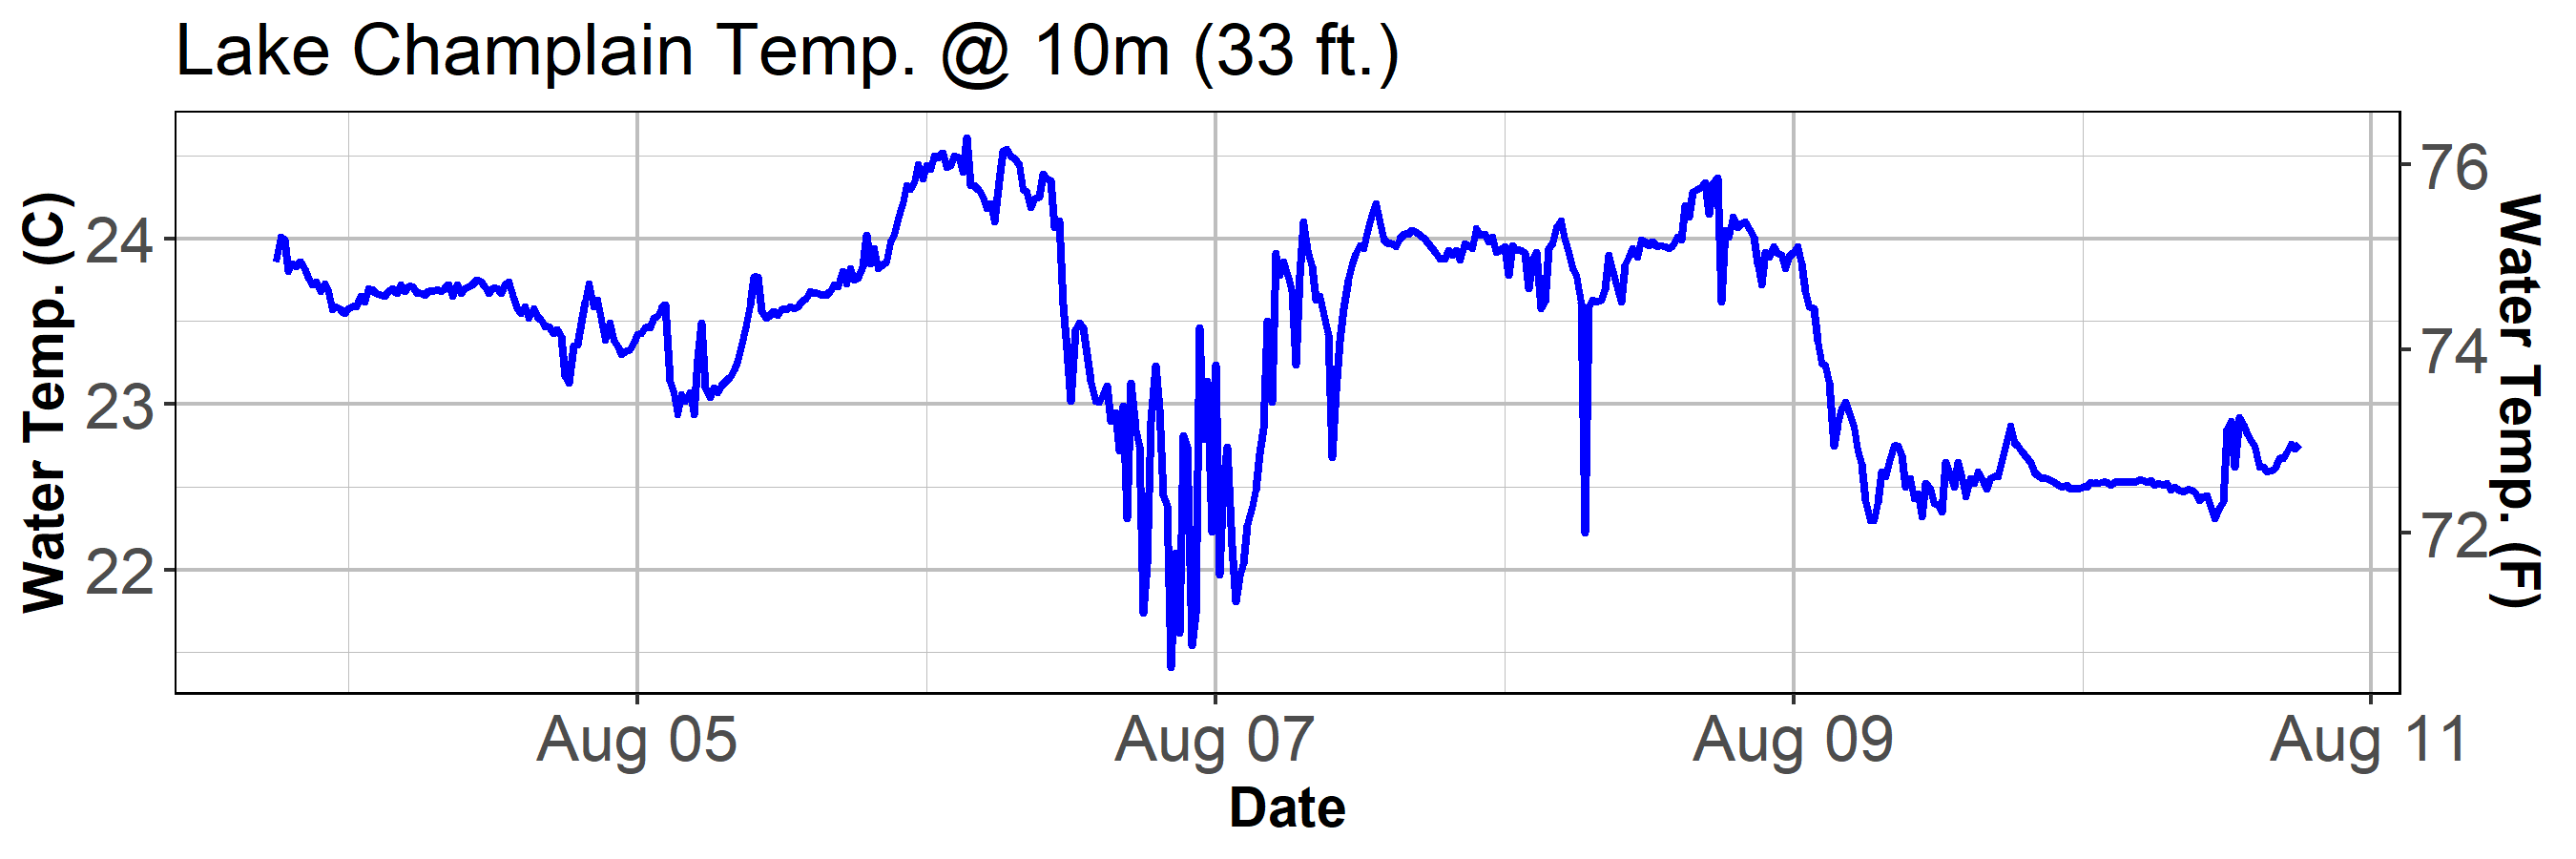 Lake Champlain Temp. @ 10m (33 ft.)
Water Temp. (C)
24
23
22
76
74
72
Water Temp. (F)
Aug 05
Aug 07
Aug 09
Aug 11
Date